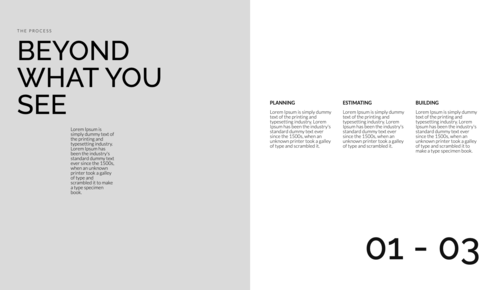 THE PROCESS
BEYOND
WHAT YOU
SEE
Lorem Ipsum is
simply dummy text of
the printing and
typesetting industry.
Lorem Ipsum has
been the industry's
standard dummy text
ever since the 1500s,
when an unknown
printer took a galley
of type and
scrambled it to make
a type specimen
book.
PLANNING
Lorem Ipsum is simply dummy
text of the printing and
typesetting industry. Lorem
Ipsum has been the industry's
standard dummy text ever
since the 1500s, when an
unknown printer took a galley
of type and scrambled it.
ESTIMATING
Lorem Ipsum is simply dummy
text of the printing and
typesetting industry. Lorem
Ipsum has been the industry's
standard dummy text ever
since the 1500s, when an
unknown printer took a galley
of type and scrambled it.
BUILDING
Lorem Ipsum is simply dummy
text of the printing and
typesetting industry. Lorem
Ipsum has been the industry's
standard dummy text ever
since the 1500s, when an
unknown printer took a galley
of type and scrambled it to
make a type specimen book.
01 - 03